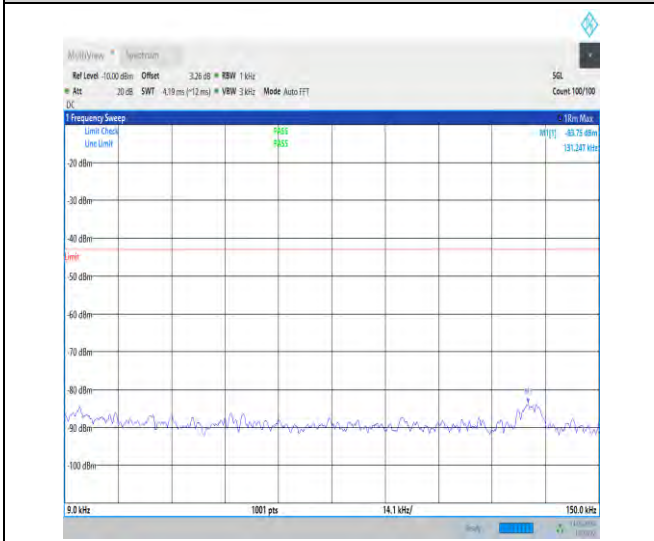 MultiView Spectrum
Ref Level -10.00 dBm Offset 3.26 dB RBW 1 kHz SGL
Att 20 dB SWT 4.19 ms (~12 ms) VBW 3 kHz Mode Auto FFT Count 100/100
DC
1 Frequency Sweep 1Rm Max
Limit Check PASS M1[1] -83.75 dBm
Line Limit PASS 131.247 kHz
-20 dBm
-30 dBm
-40 dBm
Limit
-50 dBm
-60 dBm
-70 dBm
-80 dBm
M1
-90 dBm
-100 dBm
9.0 kHz 1001 pts 14.1 kHz/ 150.0 kHz
Ready